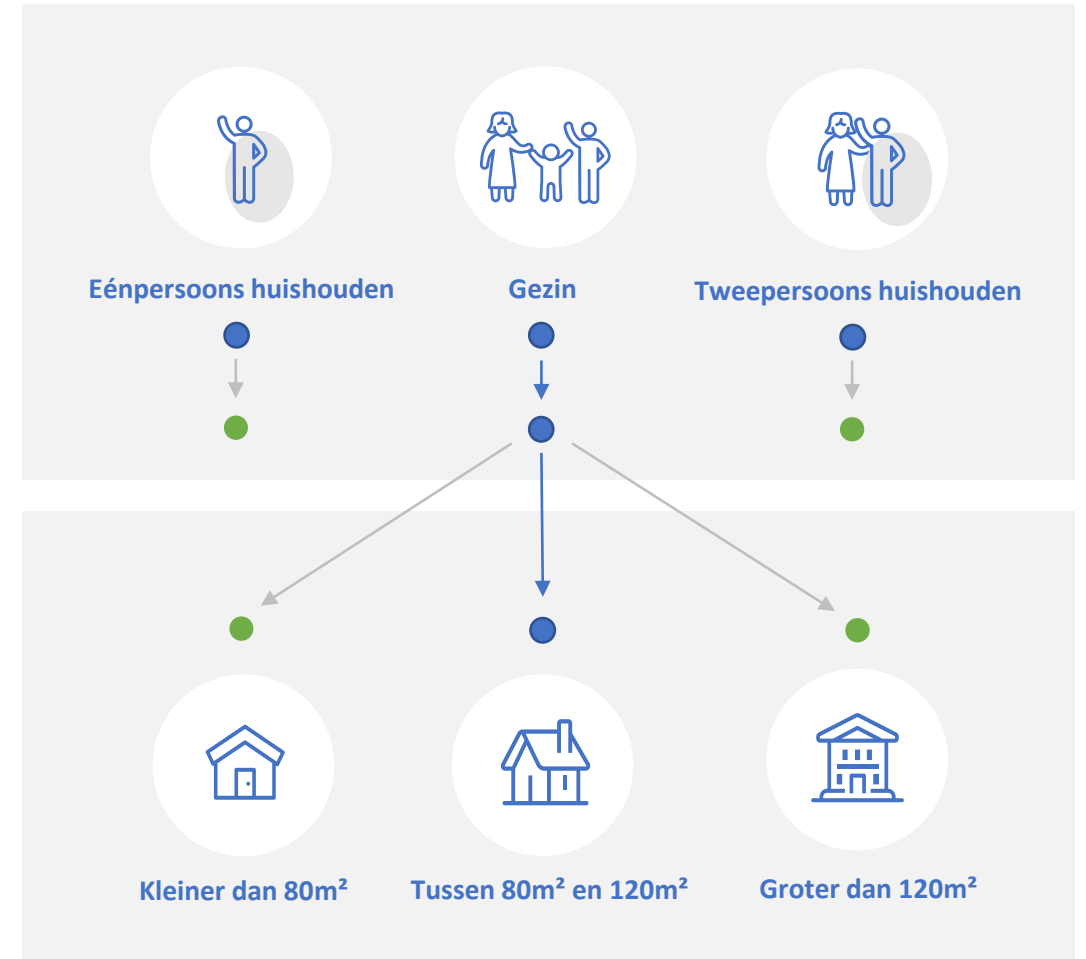 Eénpersoons huishouden
Gezin
Tweepersoons huishouden
Kleiner dan 80m²
Tussen 80m² en 120m²
Groter dan 120m²